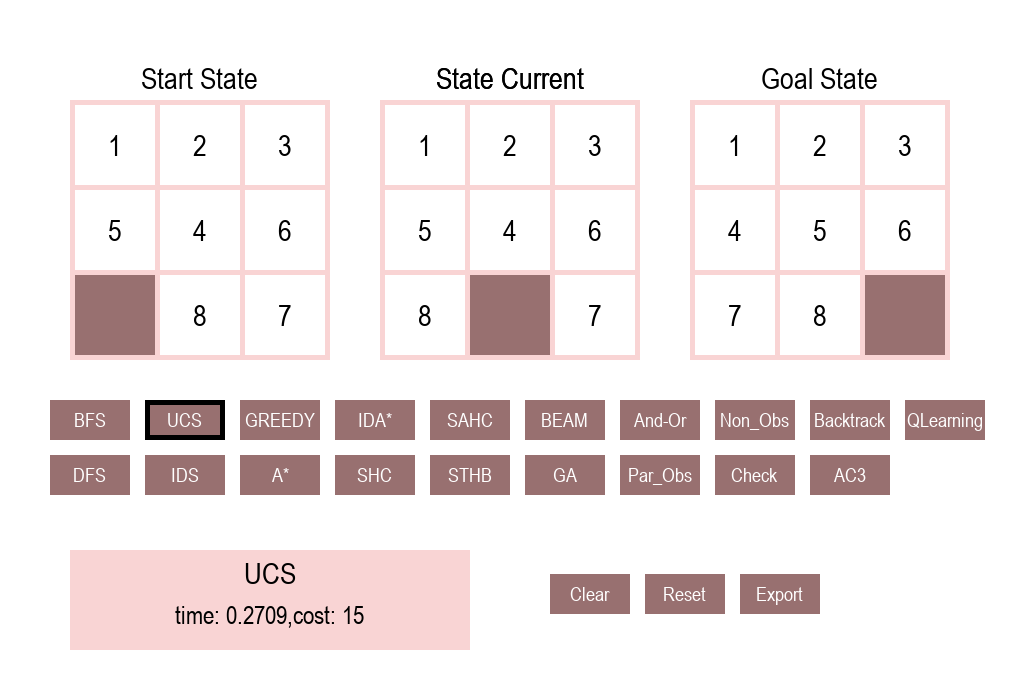 Start State State Current Goal State
1 2 3 1 2 3 1 2 3
5 4 6 5 4 6 4 5 6
8 7 8 7 7 8
BFS UCS GREEDY IDA* SAHC BEAM And-Or Non_Obs Backtrack QLearning
DFS IDS A* SHC STHB GA Par_Obs Check AC3
UCS
time: 0.2709,cost: 15
Clear Reset Export